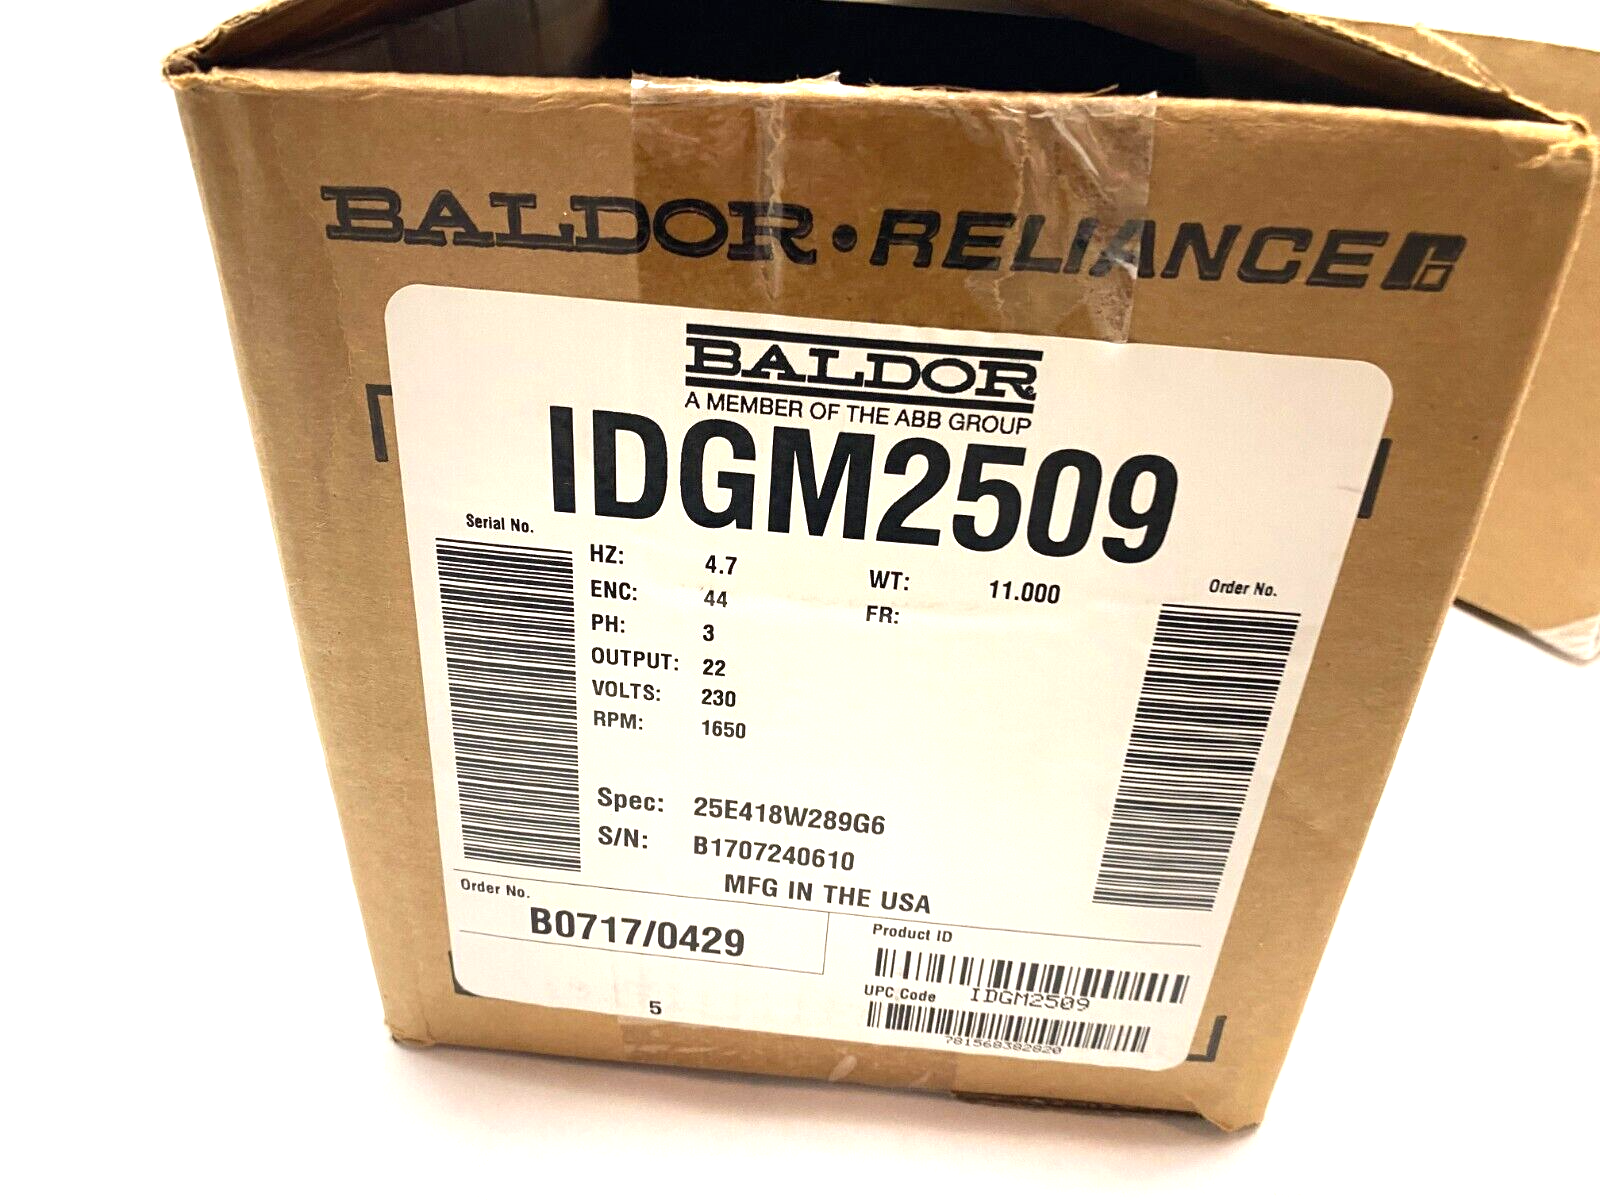 BALDOR · RELIANCE
BALDOR
A MEMBER OF THE ABB GROUP
IDGM2509
Serial No.
HZ: 4.7 WT: 11.000
Order No.
ENC: 44 FR:
PH: 3
OUTPUT: 22
VOLTS: 230
RPM: 1650
Spec: 25E418W289G6
S/N: B1707240610
MFG IN THE USA
Order No.
B0717/0429
Product ID
IDGM2509
UPC Code
781568382820
5